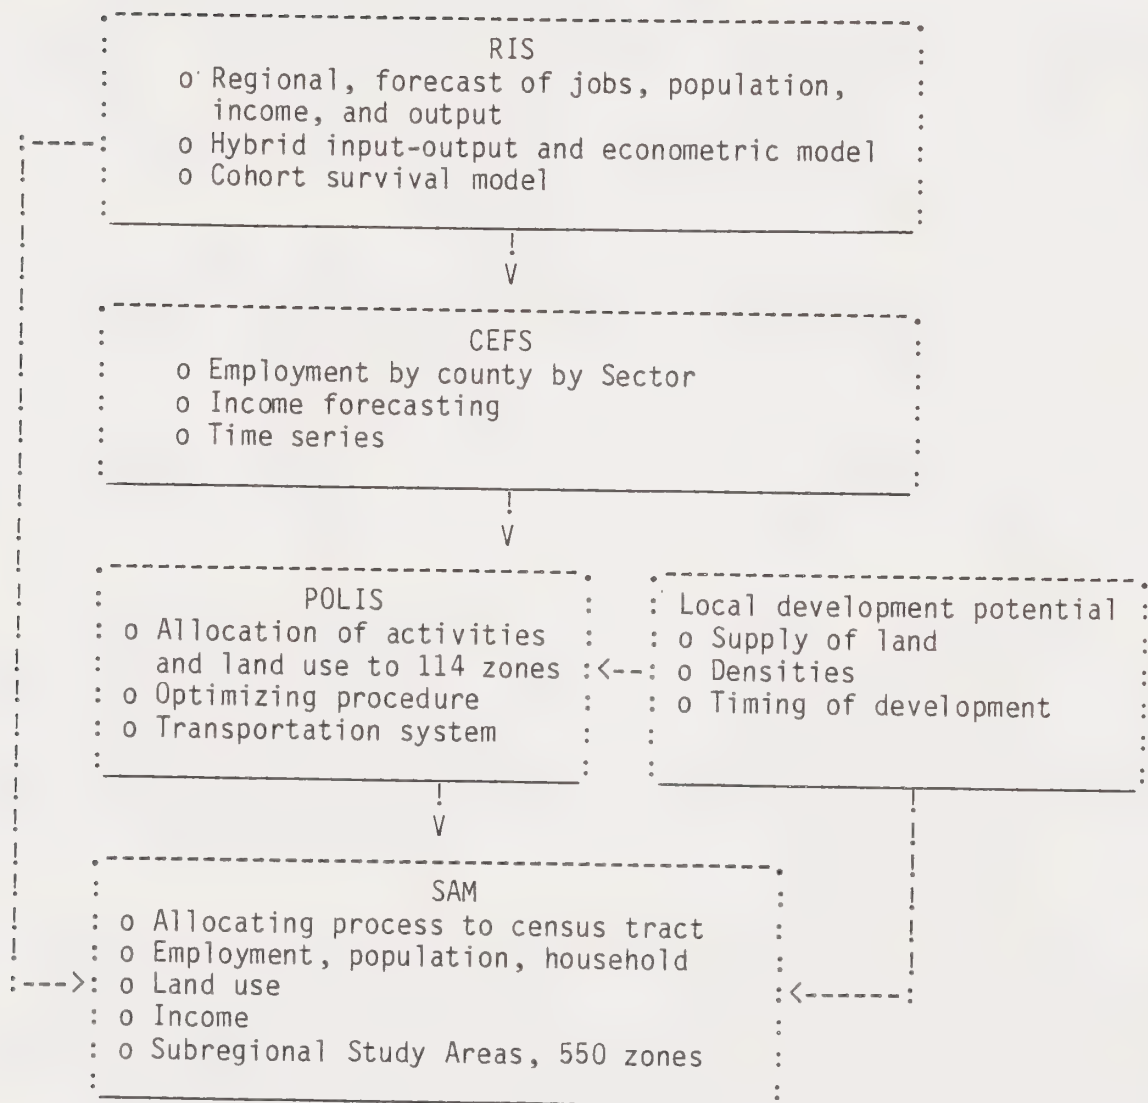 RIS
o Regional, forecast of jobs, population,
income, and output
o Hybrid input-output and econometric model
o Cohort survival model
CEFS
o Employment by county by Sector
o Income forecasting
o Time series
POLIS
o Allocation of activities
and land use to 114 zones
o Optimizing procedure
o Transportation system
Local development potential
o Supply of land
o Densities
o Timing of development
SAM
o Allocating process to census tract
o Employment, population, household
o Land use
o Income
o Subregional Study Areas, 550 zones